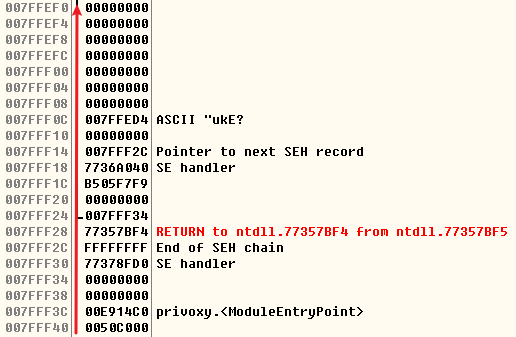 007FFEF0 00000000
007FFEF4 00000000
007FFEF8 00000000
007FFEFC 00000000
007FFF00 00000000
007FFF04 00000000
007FFF08 00000000
007FFF0C 007FFED4 ASCII "ukE?
007FFF10 00000000
007FFF14 007FFF2C Pointer to next SEH record
007FFF18 7736A040 SE handler
007FFF1C B505F7F9
007FFF20 00000000
007FFF24 007FFF34
007FFF28 77357BF4 RETURN to ntdll.77357BF4 from ntdll.77357BF5
007FFF2C FFFFFFFF End of SEH chain
007FFF30 77378FD0 SE handler
007FFF34 00000000
007FFF38 00000000
007FFF3C 00E914C0 privoxy.<ModuleEntryPoint>
007FFF40 0050C000